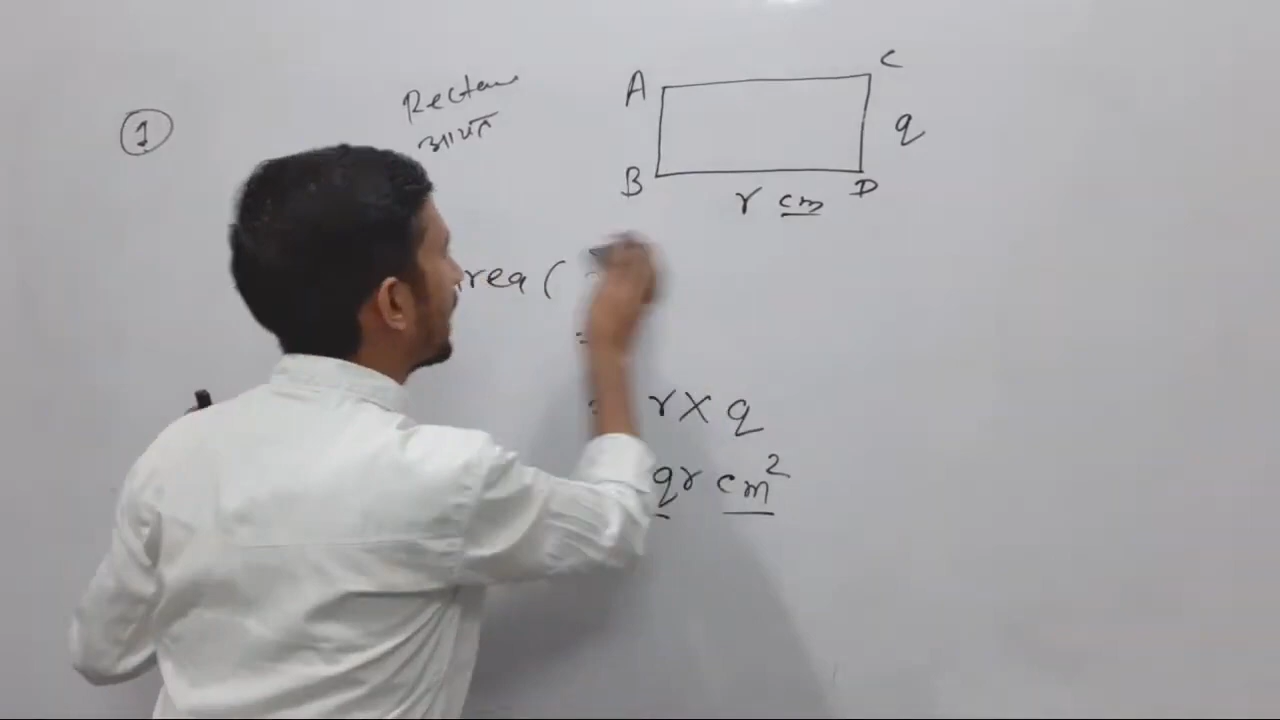 1
Rectan
आयत
A
C
q
B
D
r cm
rea (
=
= r X q
qr cm²